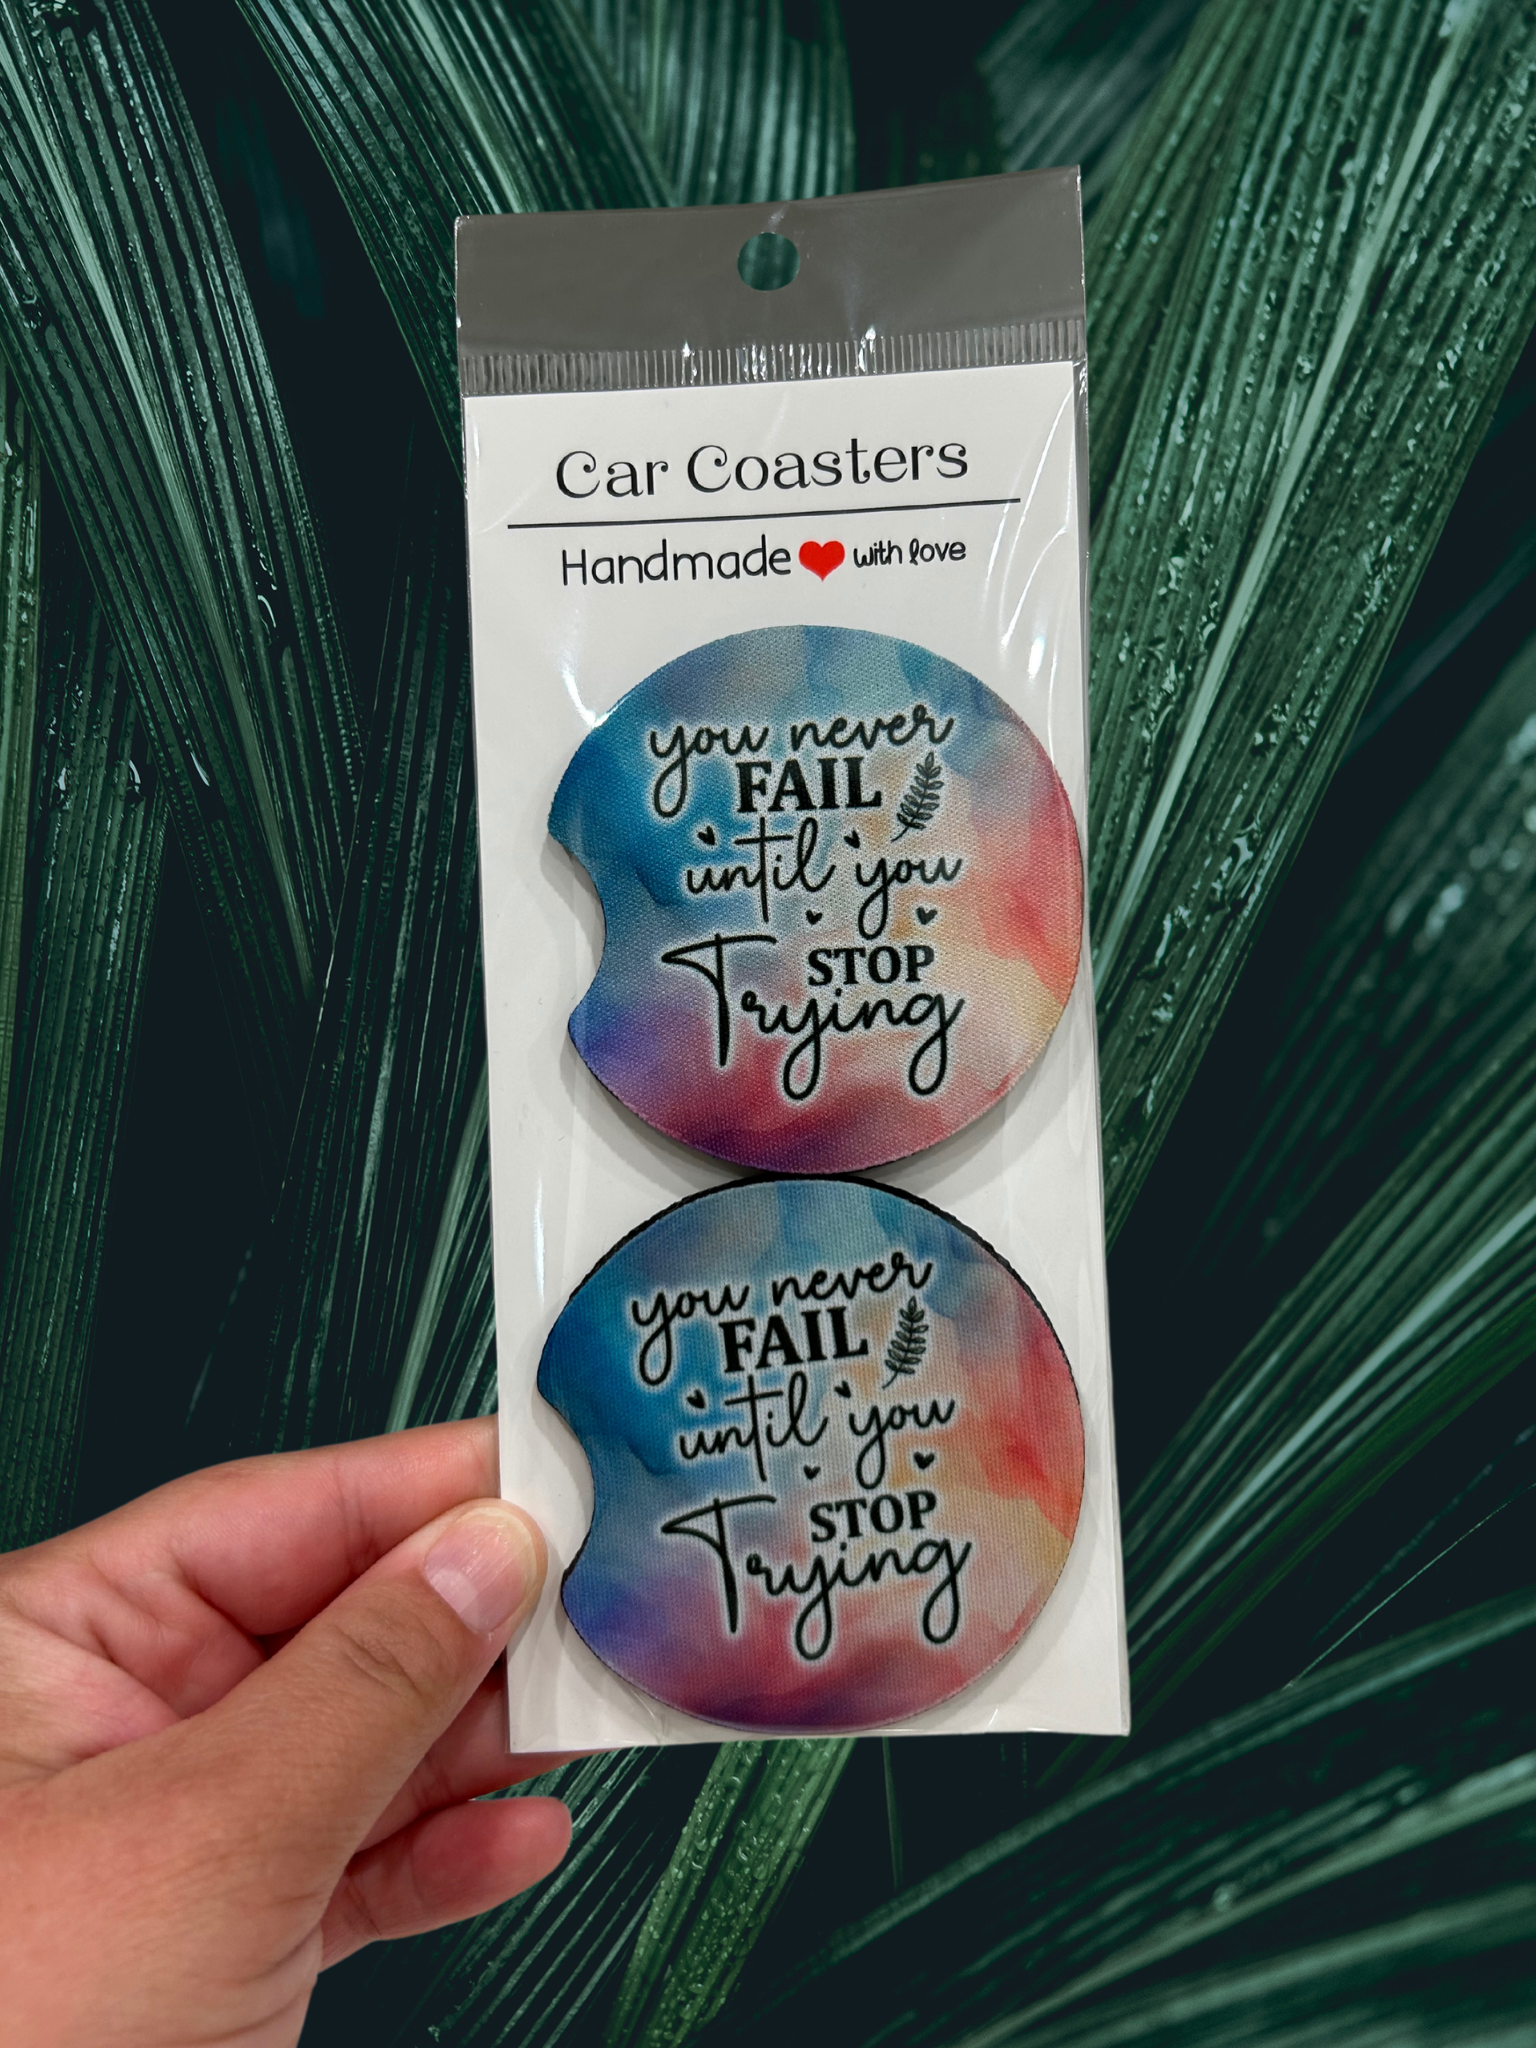 Car Coasters
Handmade with love
you never
FAIL
until you
STOP
Trying
you never
FAIL
until you
STOP
Trying